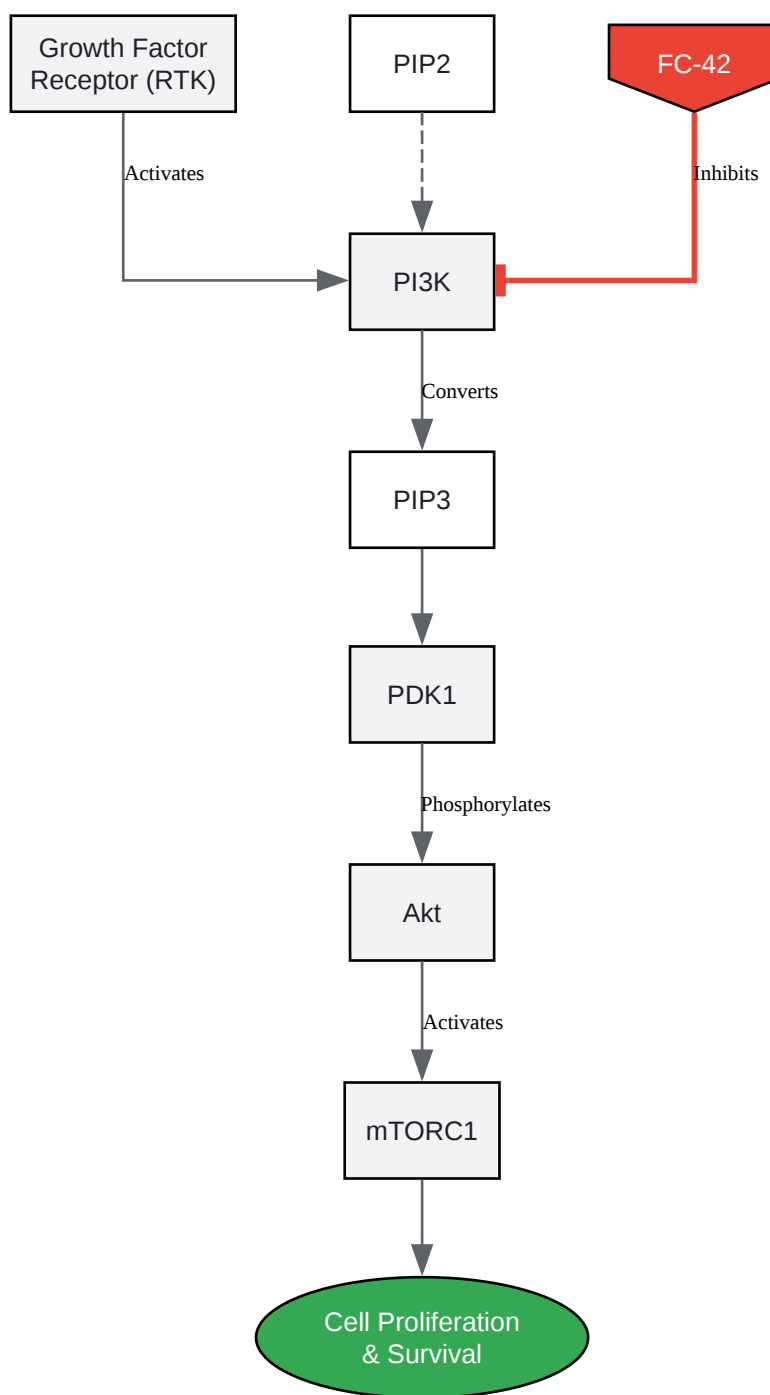 Growth Factor
Receptor (RTK)
PIP2
FC-42
Activates
Inhibits
PI3K
Converts
PIP3
PDK1
Phosphorylates
Akt
Activates
mTORC1
Cell Proliferation
& Survival